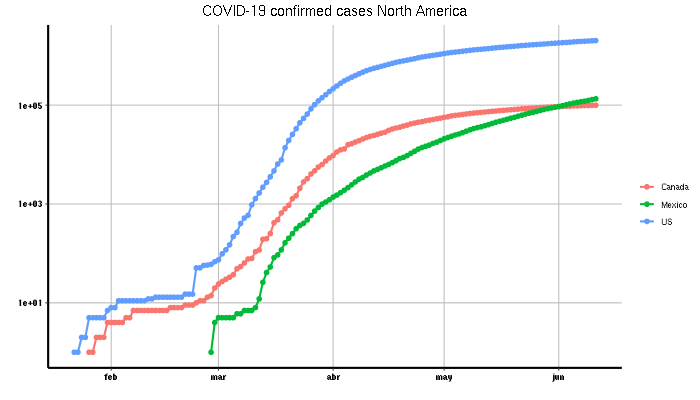 COVID-19 confirmed cases North America
1e+05
1e+03
1e+01
feb
mar
abr
may
jun
Canada
Mexico
US